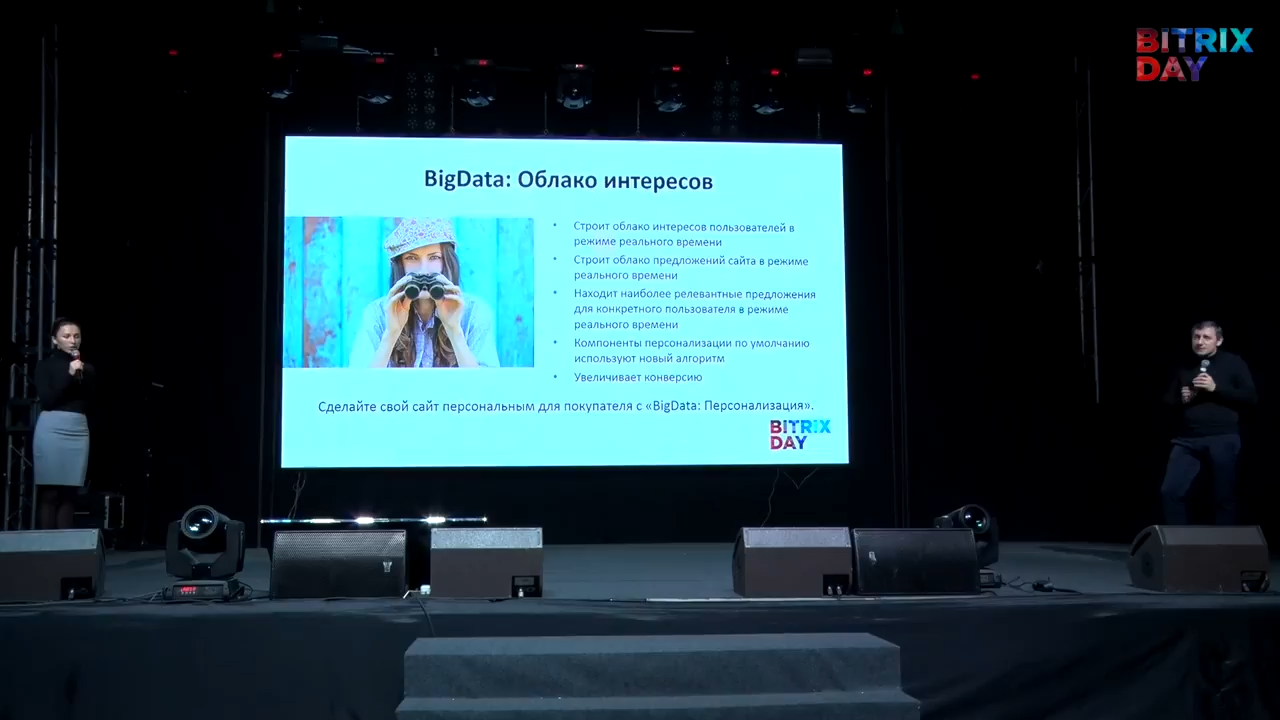 BITRIX
DAY
BigData: Облако интересов
• Строит облако интересов пользователей в
режиме реального времени
• Строит облако предложений сайта в режиме
реального времени
• Находит наиболее релевантные предложения
для конкретного пользователя в режиме
реального времени
• Компоненты персонализации по умолчанию
используют новый алгоритм
• Увеличивает конверсию
Сделайте свой сайт персональным для покупателя с «BigData: Персонализация».
BITRIX
DAY